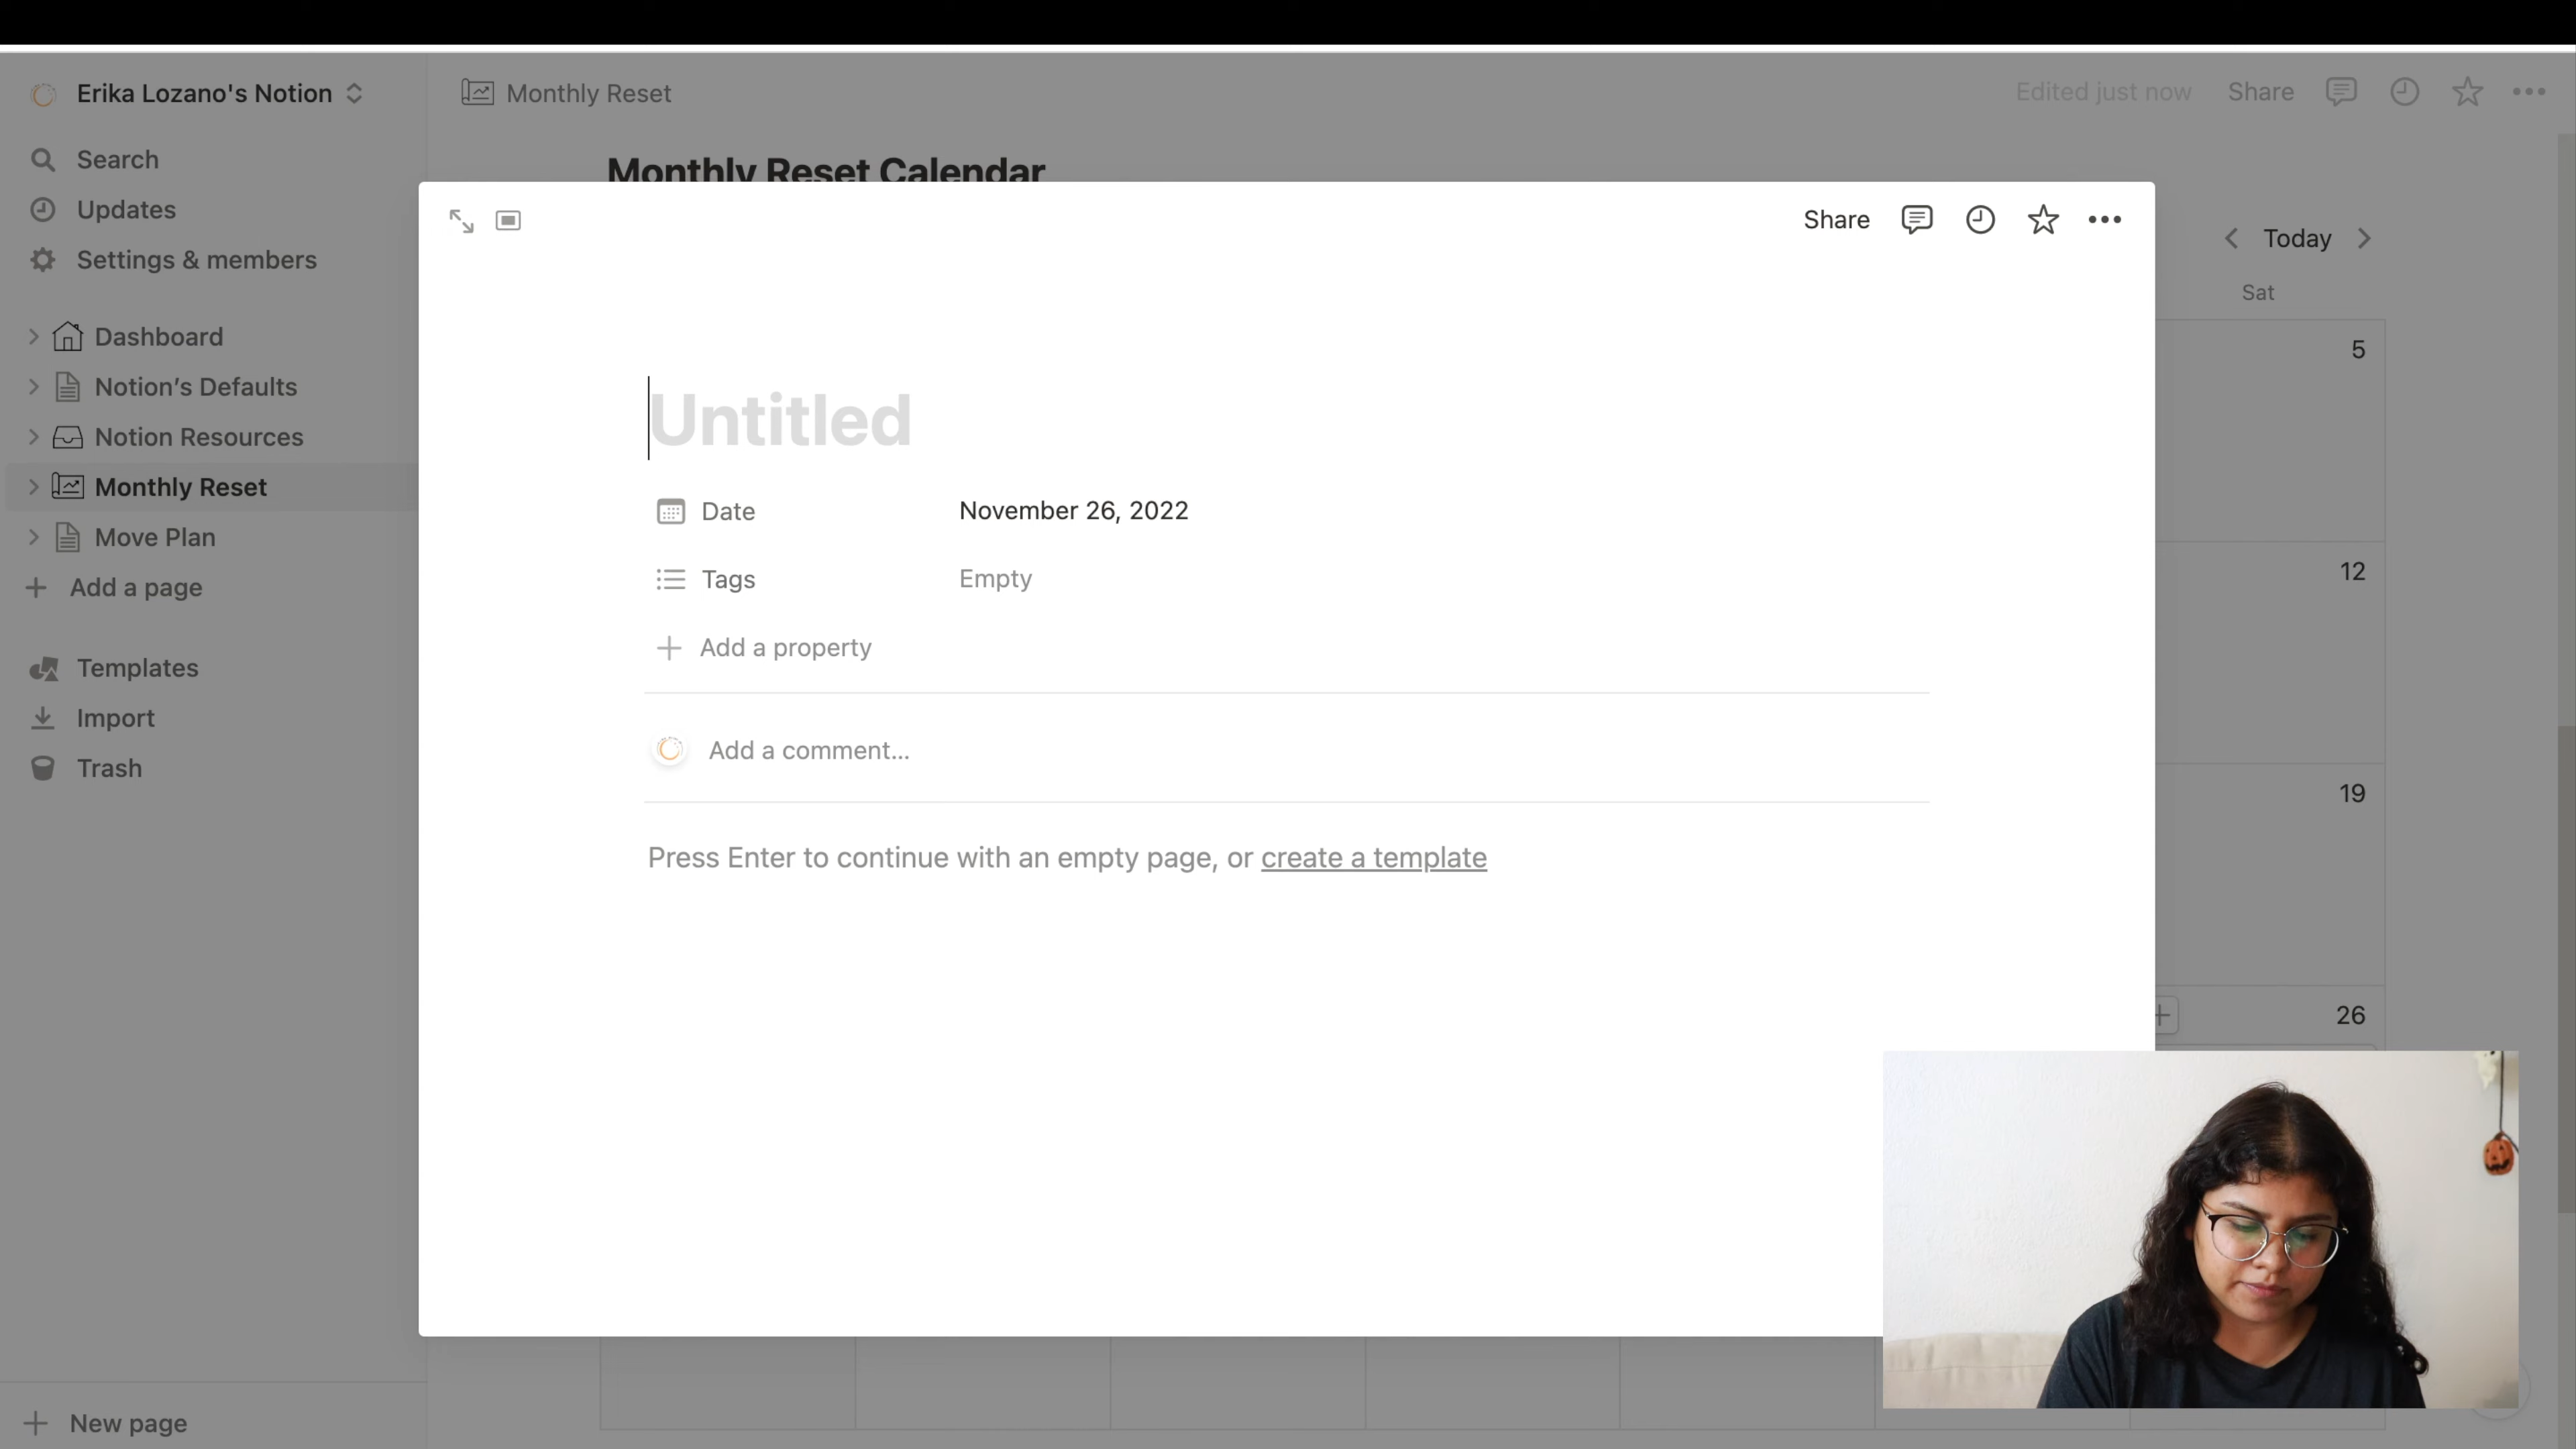 Erika Lozano's Notion
Monthly Reset
Edited just now
Share
Search
Updates
Settings & members
Dashboard
Notion's Defaults
Notion Resources
Monthly Reset
Move Plan
Add a page
Templates
Import
Trash
New page
Monthly Reset Calendar
Today
Sat
5
12
19
26
Share
Untitled
Date November 26, 2022
Tags Empty
Add a property
Add a comment...
Press Enter to continue with an empty page, or create a template